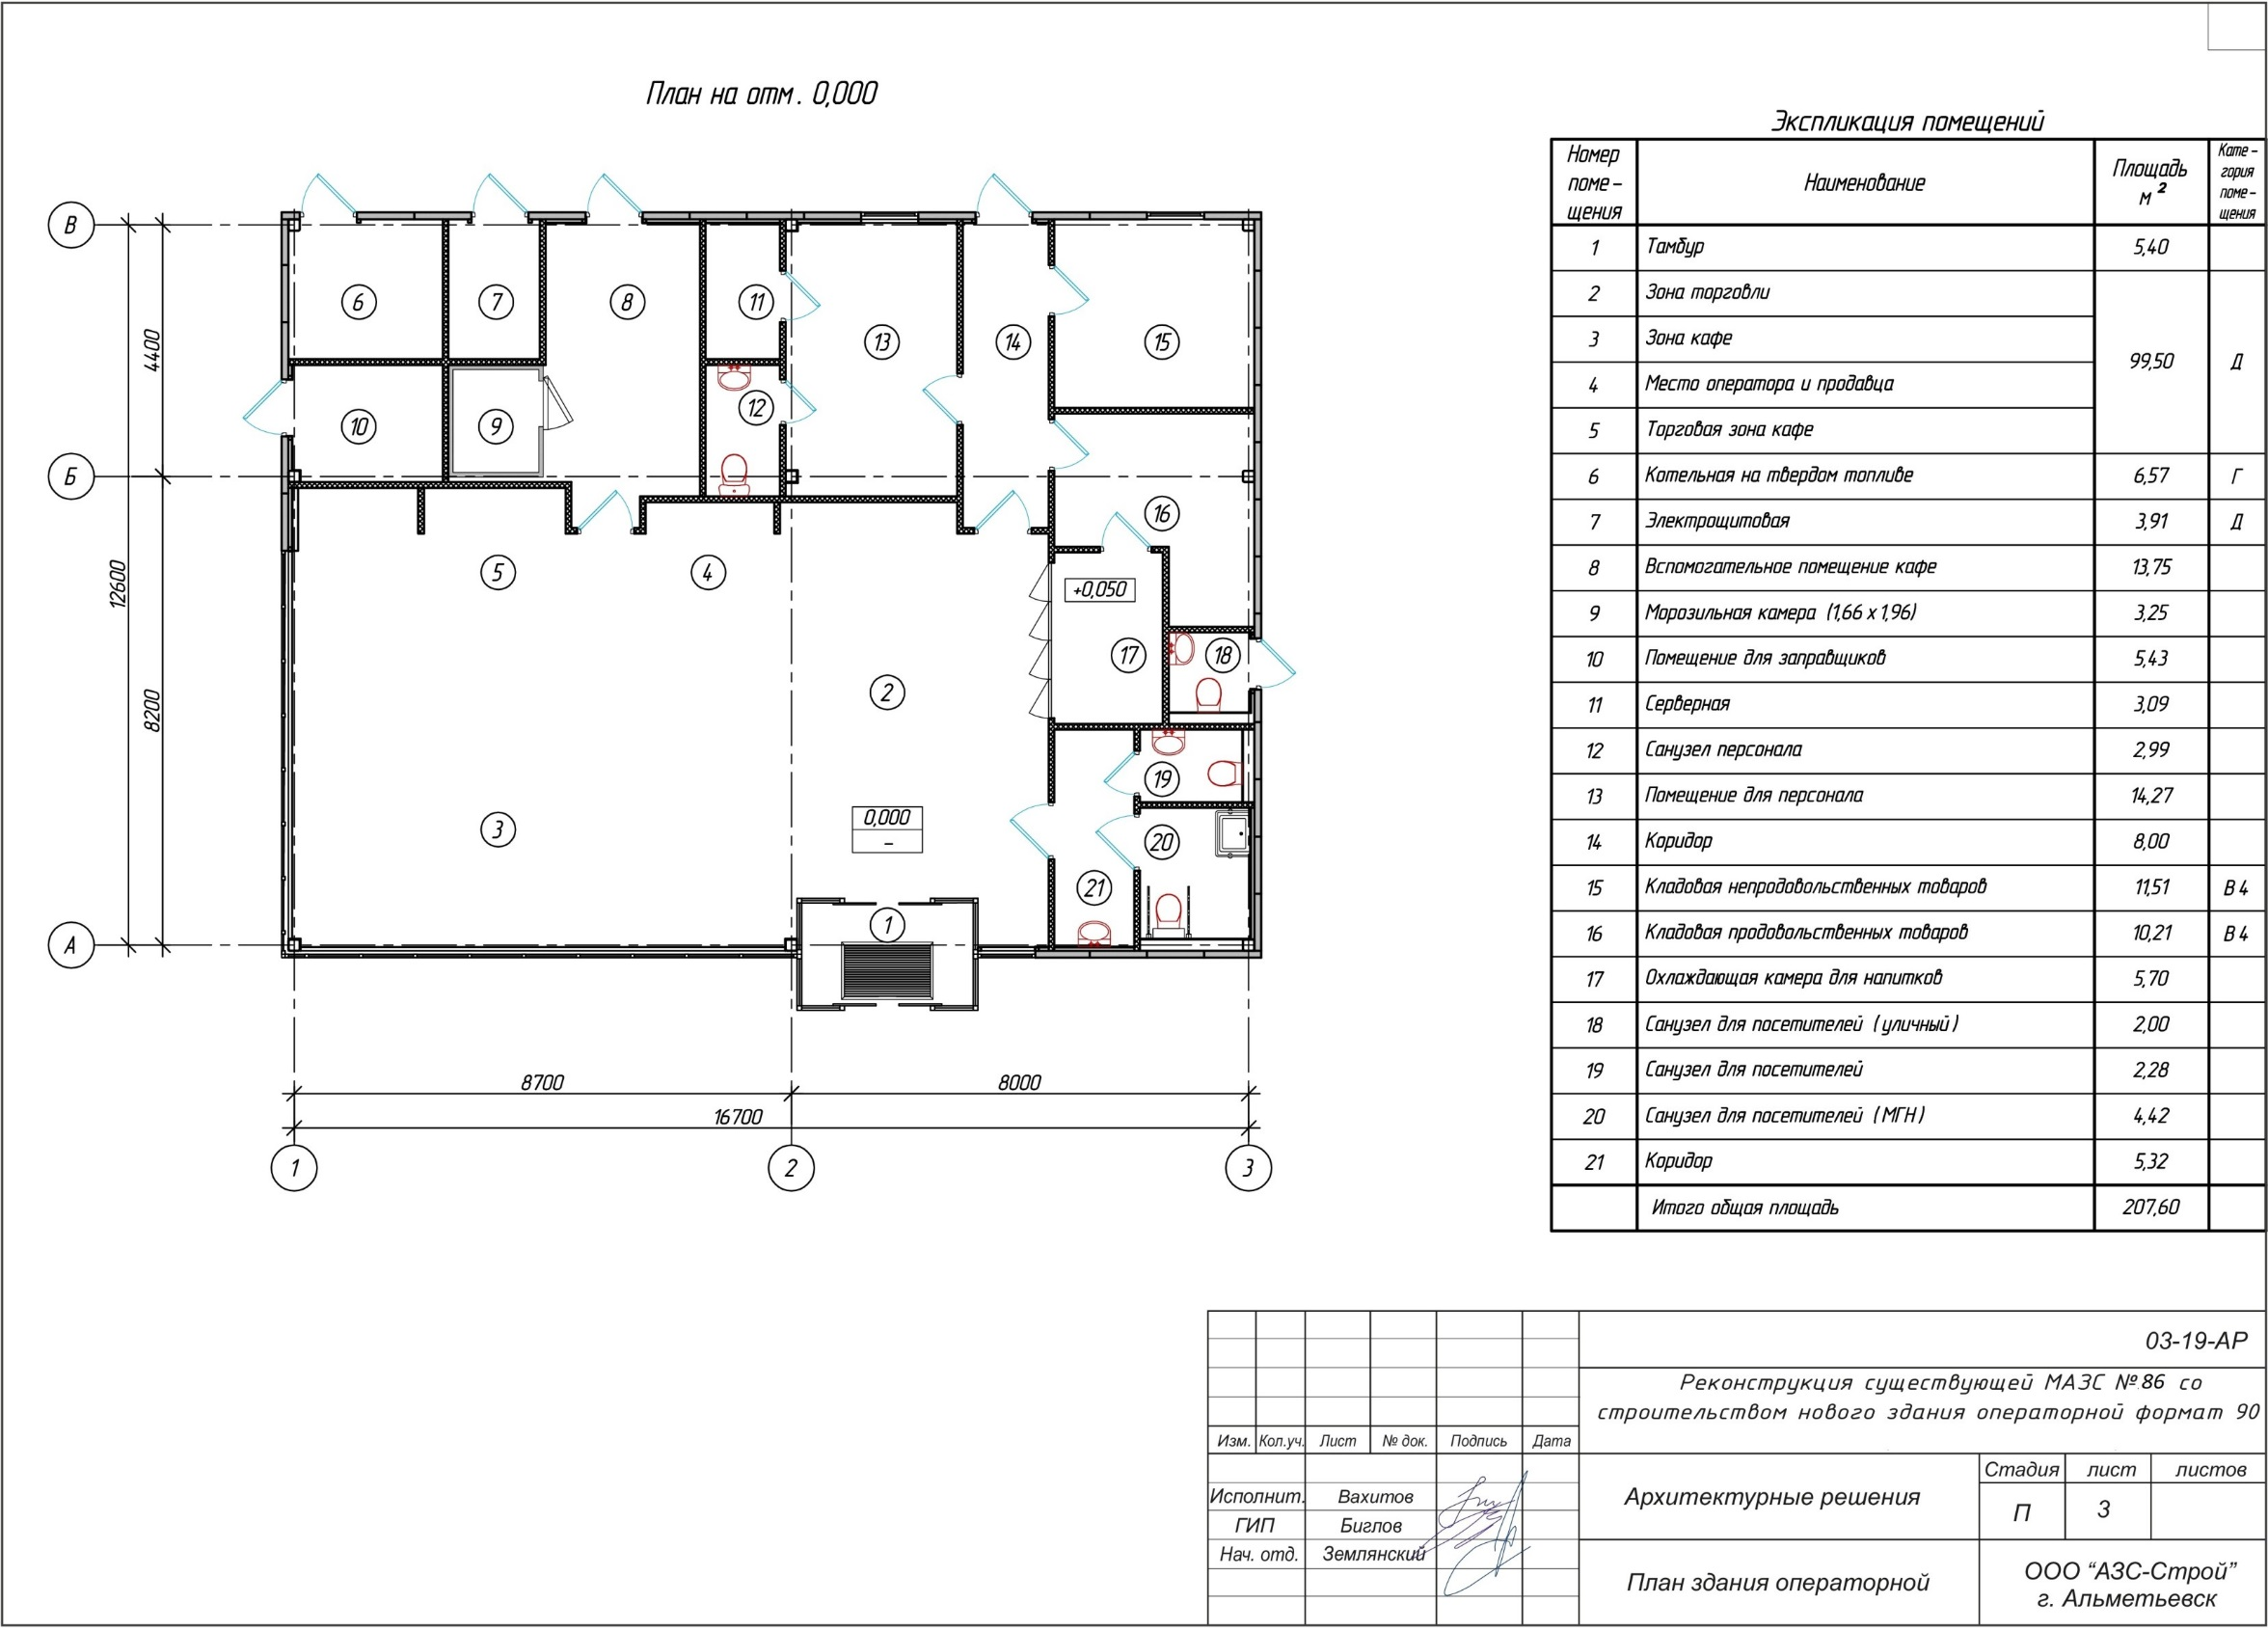 План на отм. 0,000
В
Б
А
4400
8200
12600
6
7
8
11
13
14
15
10
9
12
16
5
4
+0,050
17
18
2
19
3
0,000
–
20
21
1
8700
8000
16700
1
2
3
Экспликация помещений
Номер поме – щения Наименование Площадь м 2 Кате – гория поме – щения
1 Тамбур 5,40
2 Зона торговли
3 Зона кафе
99,50 Д
4 Место оператора и продавца
5 Торговая зона кафе
6 Котельная на твердом топливе 6,57 Г
7 Электрощитовая 3,91 Д
8 Вспомогательное помещение кафе 13,75
9 Морозильная камера (1,66 х 1,96) 3,25
10 Помещение для заправщиков 5,43
11 Серверная 3,09
12 Санузел персонала 2,99
13 Помещение для персонала 14,27
14 Коридор 8,00
15 Кладовая непродовольственных товаров 11,51 В4
16 Кладовая продовольственных товаров 10,21 В4
17 Охлаждающая камера для напитков 5,70
18 Санузел для посетителей (уличный) 2,00
19 Санузел для посетителей 2,28
20 Санузел для посетителей (МГН) 4,42
21 Коридор 5,32
Итого общая площадь 207,60
03-19-АР
Реконструкция существующей МАЗС № 86 со
строительством нового здания операторной формат 90
Изм. Кол.уч. Лист № док. Подпись Дата
Исполнит. Вахитов
ГИП Биглов
Нач. отд. Землянский
Архитектурные решения
Стадия лист листов
П 3
План здания операторной
ООО “АЗС-Строй”
г. Альметьевск